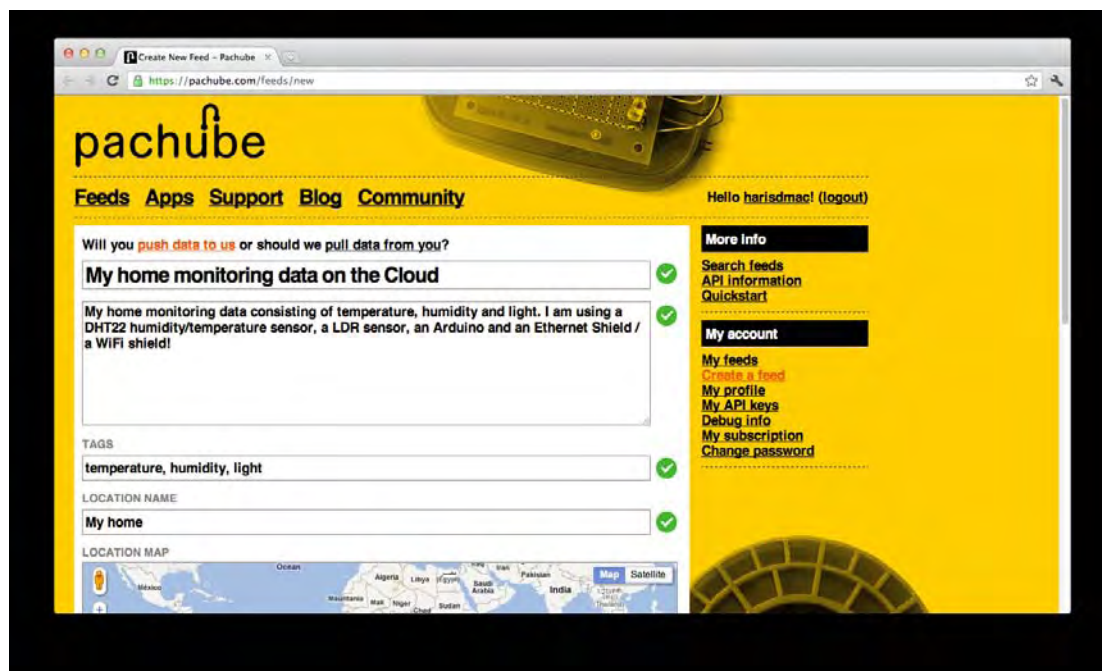 Create New Feed - Pachube
https://pachube.com/feeds/new
pachube
Feeds Apps Support Blog Community
Hello harisdmac! (logout)
Will you push data to us or should we pull data from you?
My home monitoring data on the Cloud
My home monitoring data consisting of temperature, humidity and light. I am using a
DHT22 humidity/temperature sensor, a LDR sensor, an Arduino and an Ethernet Shield /
a WiFi shield!
TAGS
temperature, humidity, light
LOCATION NAME
My home
LOCATION MAP
Ocean
México
Algeria Libya Egypt
Saudi
Arabia
Iran
Pakistan
India
Mauritania Mali Niger
Chad Sudan
Thailand
Map Satellite
More Info
Search feeds
API information
Quickstart
My account
My feeds
Create a feed
My profile
My API keys
Debug info
My subscription
Change password